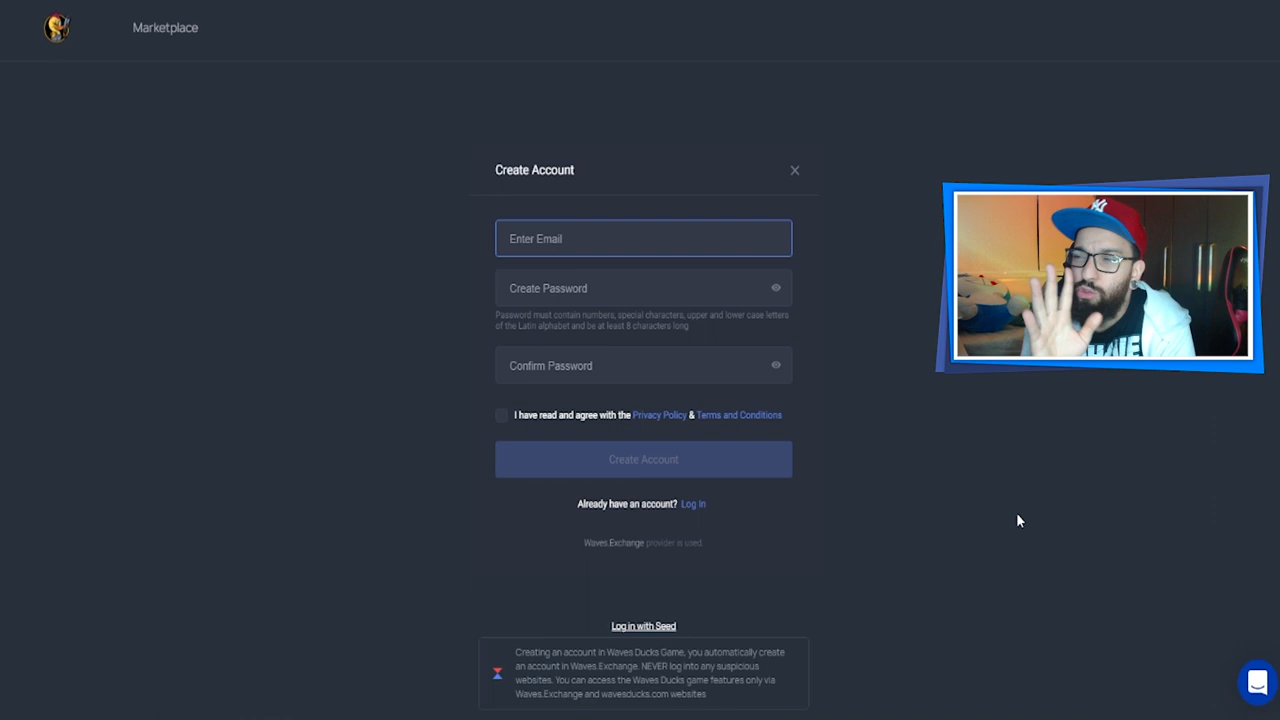 Marketplace
Create Account
Enter Email
Create Password
Password must contain numbers, special characters, upper and lower case letters
of the Latin alphabet and be at least 8 characters long
Confirm Password
I have read and agree with the Privacy Policy & Terms and Conditions
Create Account
Already have an account? Log In
Waves.Exchange provider is used.
Log in with Seed
Creating an account in Waves Ducks Game, you automatically create
an account in Waves.Exchange. NEVER log into any suspicious
websites. You can access the Waves Ducks game features only via
Waves.Exchange and wavesducks.com websites